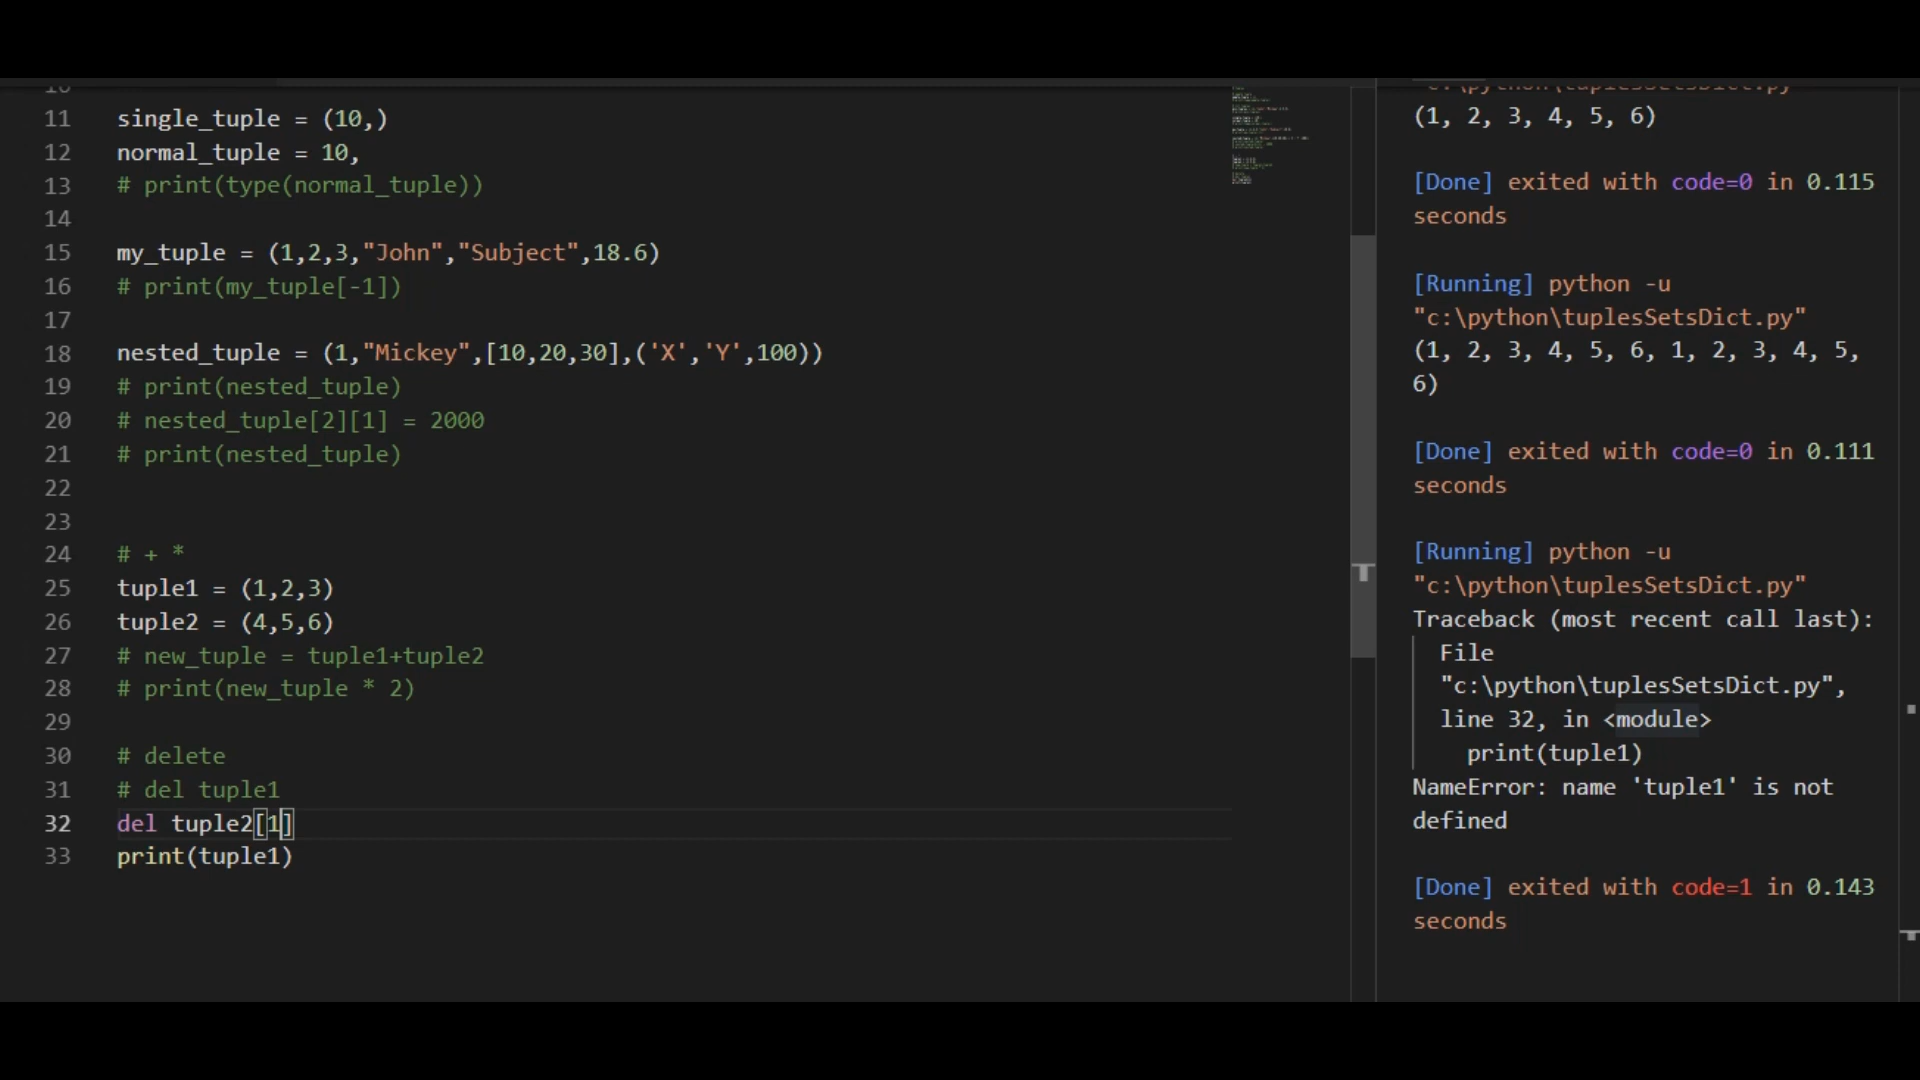 10
11 single_tuple = (10,)
12 normal_tuple = 10,
13 # print(type(normal_tuple))
14
15 my_tuple = (1,2,3,"John","Subject",18.6)
16 # print(my_tuple[-1])
17
18 nested_tuple = (1,"Mickey",[10,20,30],('X','Y',100))
19 # print(nested_tuple)
20 # nested_tuple[2][1] = 2000
21 # print(nested_tuple)
22
23
24 # + *
25 tuple1 = (1,2,3)
26 tuple2 = (4,5,6)
27 # new_tuple = tuple1+tuple2
28 # print(new_tuple * 2)
29
30 # delete
31 # del tuple1
32 del tuple2[1]
33 print(tuple1)
"c:\python\tuplesSetsDict.py"
(1, 2, 3, 4, 5, 6)
[Done] exited with code=0 in 0.115
seconds
[Running] python -u
"c:\python\tuplesSetsDict.py"
(1, 2, 3, 4, 5, 6, 1, 2, 3, 4, 5,
6)
[Done] exited with code=0 in 0.111
seconds
[Running] python -u
"c:\python\tuplesSetsDict.py"
Traceback (most recent call last):
File
"c:\python\tuplesSetsDict.py",
line 32, in <module>
print(tuple1)
NameError: name 'tuple1' is not
defined
[Done] exited with code=1 in 0.143
seconds